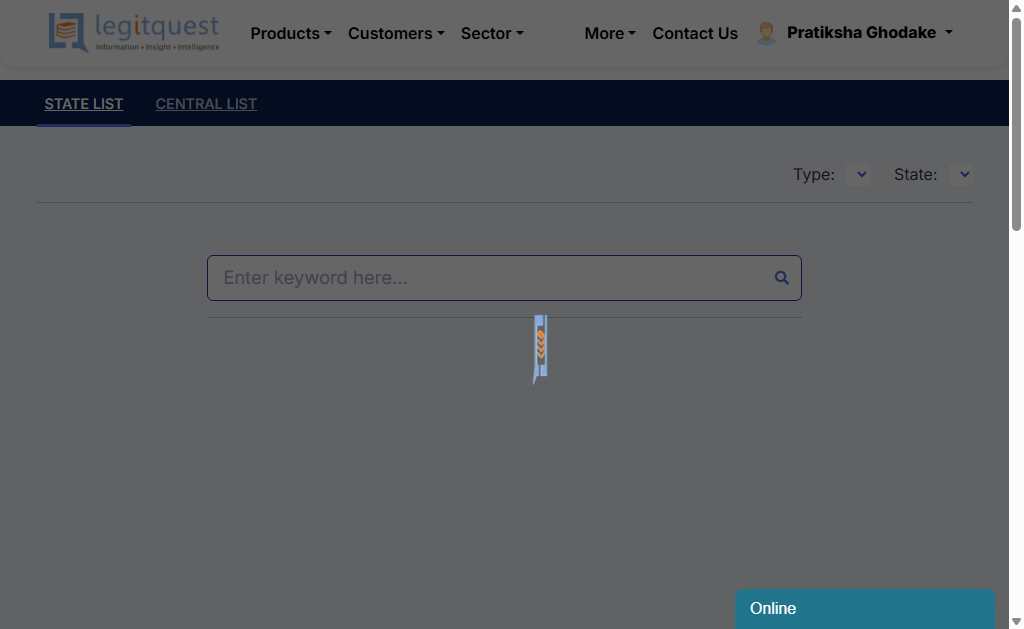 legitquest
Information • Insight • Intelligence
Products Customers Sector More Contact Us Pratiksha Ghodake
STATE LIST CENTRAL LIST
Type: State:
Enter keyword here...
Online